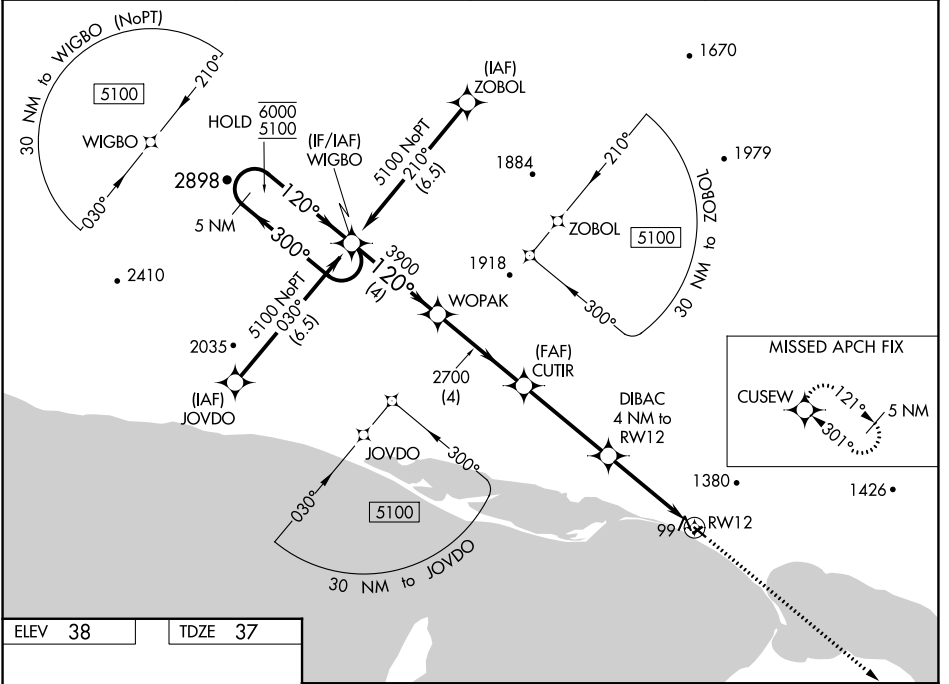 30 NM to WIGBO (NoPT)
5100
210°
WIGBO
030°
HOLD 6000
5100
(IF/IAF)
WIGBO
(IAF)
ZOBOL
5100 NoPT
210°
(6.5)
1670
1884
1979
210°
ZOBOL
5100
30 NM to ZOBOL
300°
2898
120°
5 NM
300°
2410
5100 NoPT
030°
(6.5)
2035
(IAF)
JOVDO
3900
120°
(4)
1918
WOPAK
2700
(4)
(FAF)
CUTIR
DIBAC
4 NM to
RW12
MISSED APCH FIX
CUSEW
121°
301°
5 NM
JOVDO
030°
300°
5100
30 NM to JOVDO
1380
1426
99
RW12
ELEV 38
TDZE 37